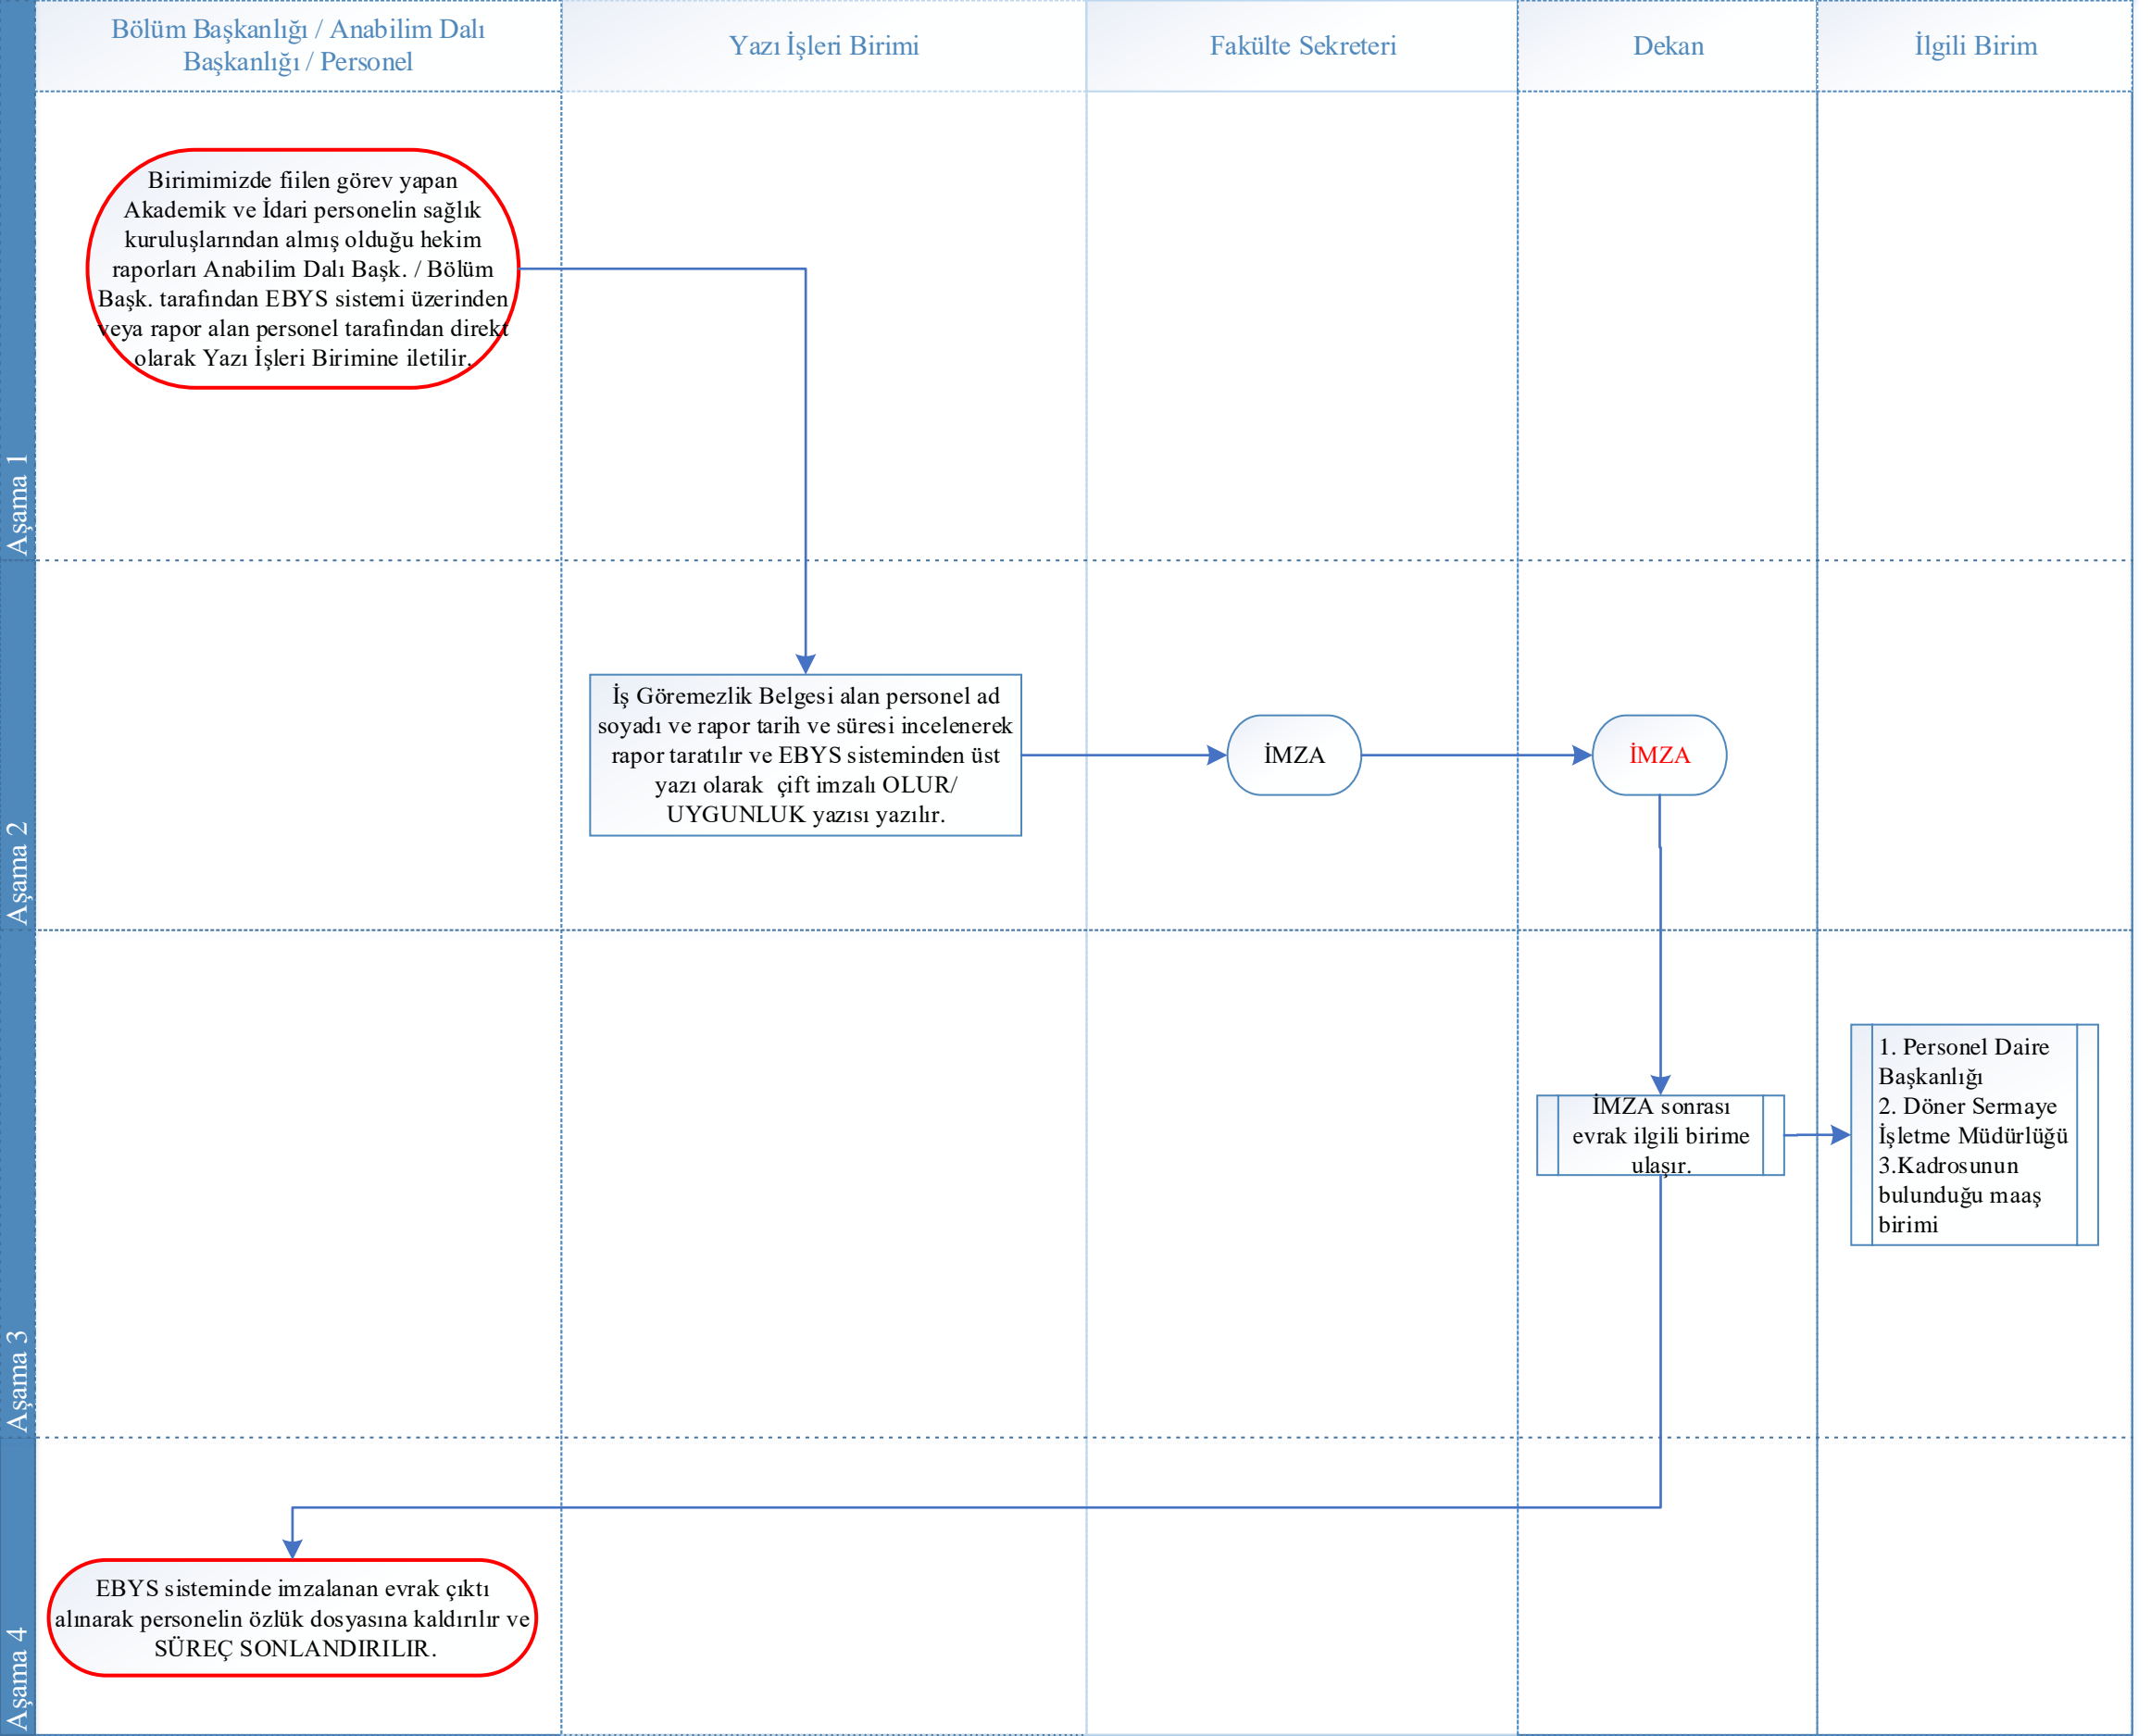 Bölüm Başkanlığı / Anabilim Dalı
Başkanlığı / Personel
Yazı İşleri Birimi
Fakülte Sekreteri
Dekan
İlgili Birim
Aşama 1
Birimimizde fiilen görev yapan
Akademik ve İdari personelin sağlık
kuruluşlarından almış olduğu hekim
raporları Anabilim Dalı Başk. / Bölüm
Başk. tarafından EBYS sistemi üzerinden
veya rapor alan personel tarafından direkt
olarak Yazı İşleri Birimine iletilir.
Aşama 2
İş Göremezlik Belgesi alan personel ad
soyadı ve rapor tarih ve süresi incelenerek
rapor taratılır ve EBYS sisteminden üst
yazı olarak  çift imzalı OLUR/
UYGUNLUK yazısı yazılır.
İMZA
İMZA
Aşama 3
İMZA sonrası
evrak ilgili birime
ulaşır.
1. Personel Daire
Başkanlığı
2. Döner Sermaye
İşletme Müdürlüğü
3.Kadrosunun
bulunduğu maaş
birimi
Aşama 4
EBYS sisteminde imzalanan evrak çıktı
alınarak personelin özlük dosyasına kaldırılır ve
SÜREÇ SONLANDIRILIR.